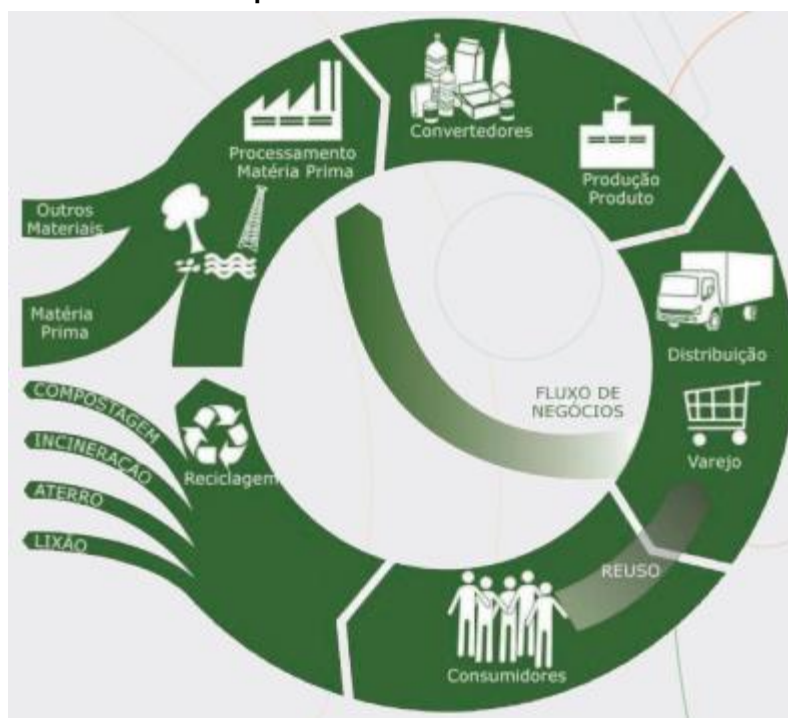 Convertedores
Processamento
Matéria Prima
Produção
Produto
Outros
Materiais
Matéria
Prima
Distribuição
FLUXO DE
NEGÓCIOS
COMPOSTAGEM
INCINERAÇÃO
ATERRO
LIXÃO
Reciclagem
Varejo
REUSO
Consumidores